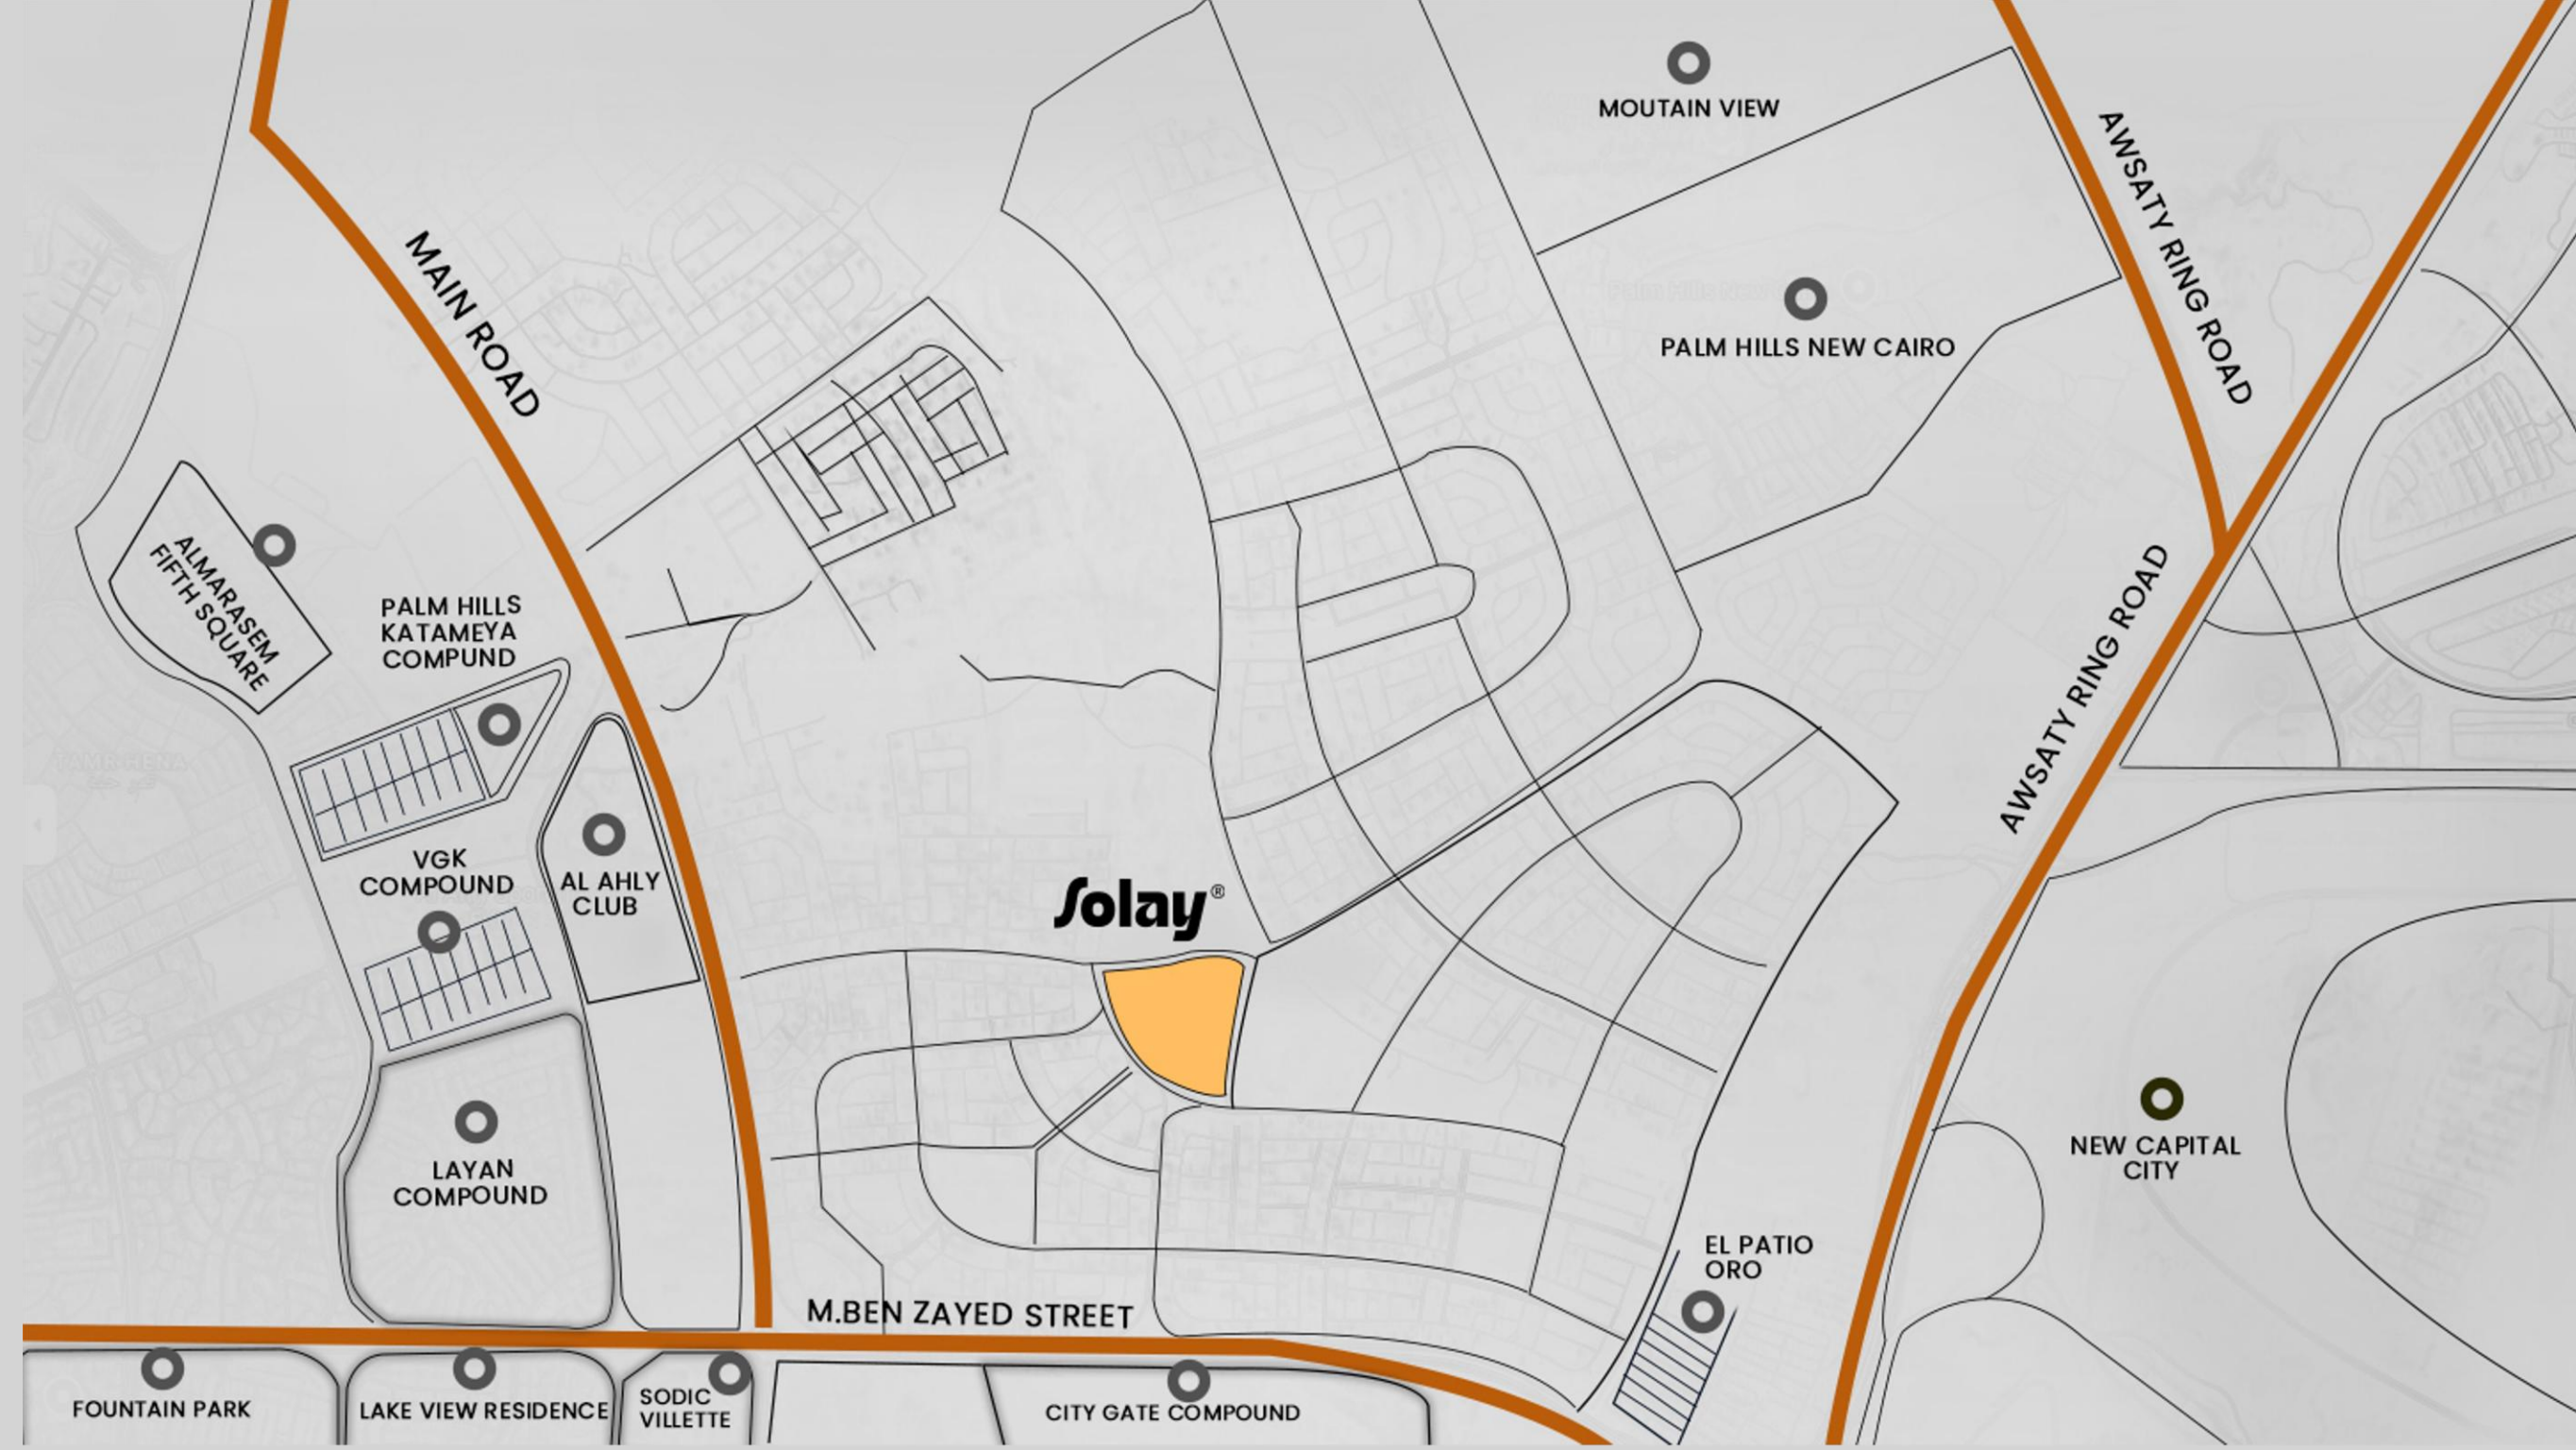 MOUTAIN VIEW
AWSATY RING ROAD
MAIN ROAD
PALM HILLS NEW CAIRO
ALMARASEM
FIFTH SQUARE
PALM HILLS
KATAMEYA
COMPUND
AWSATY RING ROAD
TAMR HENA
VGK
COMPOUND
AL AHLY
CLUB
Solay®
NEW CAPITAL
CITY
LAYAN
COMPOUND
EL PATIO
ORO
M.BEN ZAYED STREET
FOUNTAIN PARK
LAKE VIEW RESIDENCE
SODIC
VILLETTE
CITY GATE COMPOUND